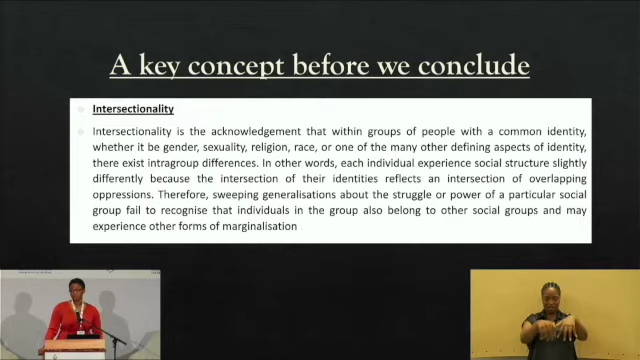 A key concept before we conclude
Intersectionality
Intersectionality is the acknowledgement that within groups of people with a common identity,
whether it be gender, sexuality, religion, race, or one of the many other defining aspects of identity,
there exist intragroup differences. In other words, each individual experience social structure slightly
differently because the intersection of their identities reflects an intersection of overlapping
oppressions. Therefore, sweeping generalisations about the struggle or power of a particular social
group fail to recognise that individuals in the group also belong to other social groups and may
experience other forms of marginalisation